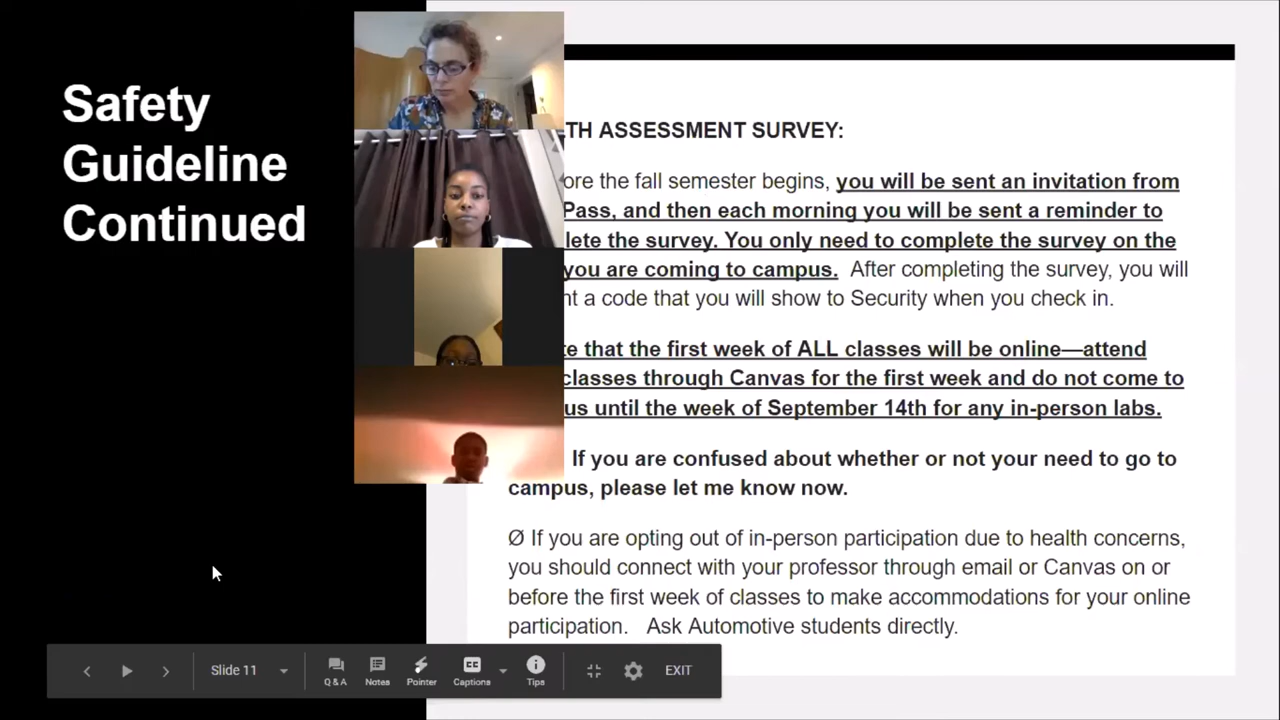 Safety
Guideline
Continued
TH ASSESSMENT SURVEY:
ore the fall semester begins, you will be sent an invitation from
Pass, and then each morning you will be sent a reminder to
lete the survey. You only need to complete the survey on the
you are coming to campus. After completing the survey, you will
nt a code that you will show to Security when you check in.
te that the first week of ALL classes will be online—attend
classes through Canvas for the first week and do not come to
us until the week of September 14th for any in-person labs.
If you are confused about whether or not your need to go to
campus, please let me know now.
Ø If you are opting out of in-person participation due to health concerns,
you should connect with your professor through email or Canvas on or
before the first week of classes to make accommodations for your online
participation. Ask Automotive students directly.
Slide 11
Q & A
Notes
Pointer
CC
Captions
Tips
EXIT